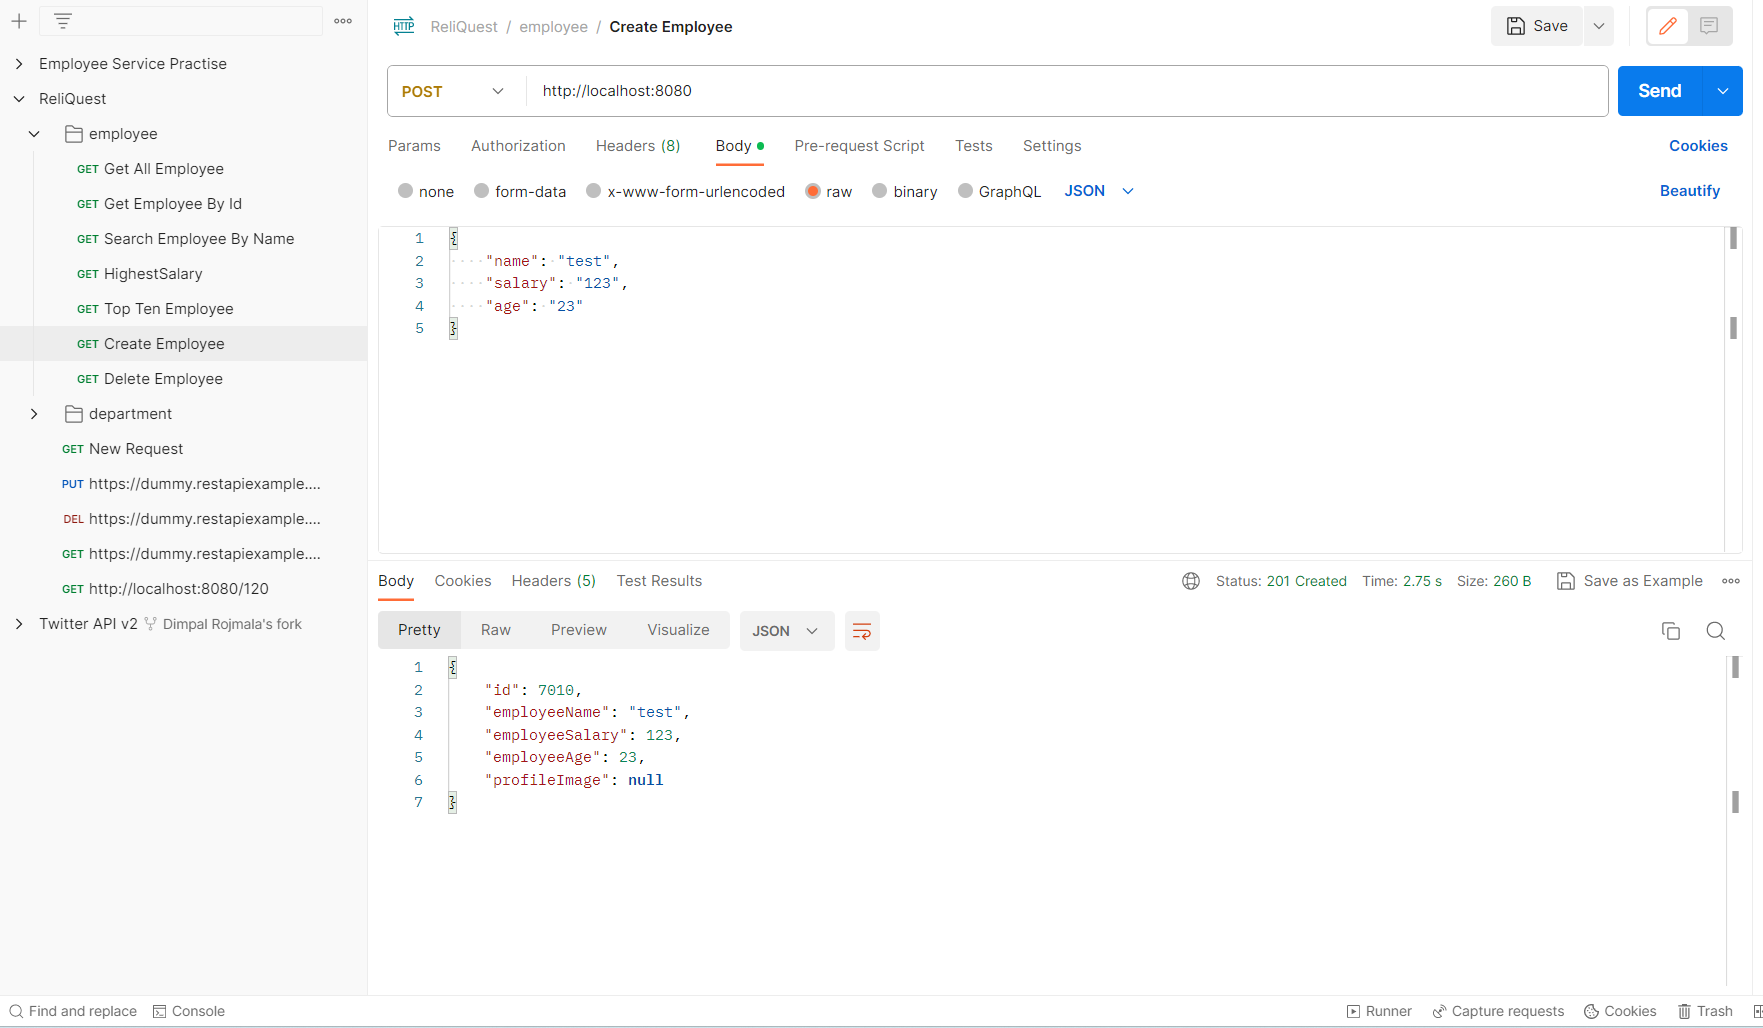 HTTP ReliQuest / employee / Create Employee Save
Employee Service Practise
ReliQuest
employee
GET Get All Employee
GET Get Employee By Id
GET Search Employee By Name
GET HighestSalary
GET Top Ten Employee
GET Create Employee
GET Delete Employee
department
GET New Request
PUT https://dummy.restapiexample....
DEL https://dummy.restapiexample....
GET https://dummy.restapiexample....
GET http://localhost:8080/120
Twitter API v2 Dimpal Rojmala's fork
POST http://localhost:8080 Send
Params Authorization Headers (8) Body Pre-request Script Tests Settings Cookies
none form-data x-www-form-urlencoded raw binary GraphQL JSON Beautify
1 {
2 "name": "test",
3 "salary": "123",
4 "age": "23"
5 }
Body Cookies Headers (5) Test Results Status: 201 Created Time: 2.75 s Size: 260 B Save as Example
Pretty Raw Preview Visualize JSON
1 {
2 "id": 7010,
3 "employeeName": "test",
4 "employeeSalary": 123,
5 "employeeAge": 23,
6 "profileImage": null
7 }
Find and replace Console Runner Capture requests Cookies Trash